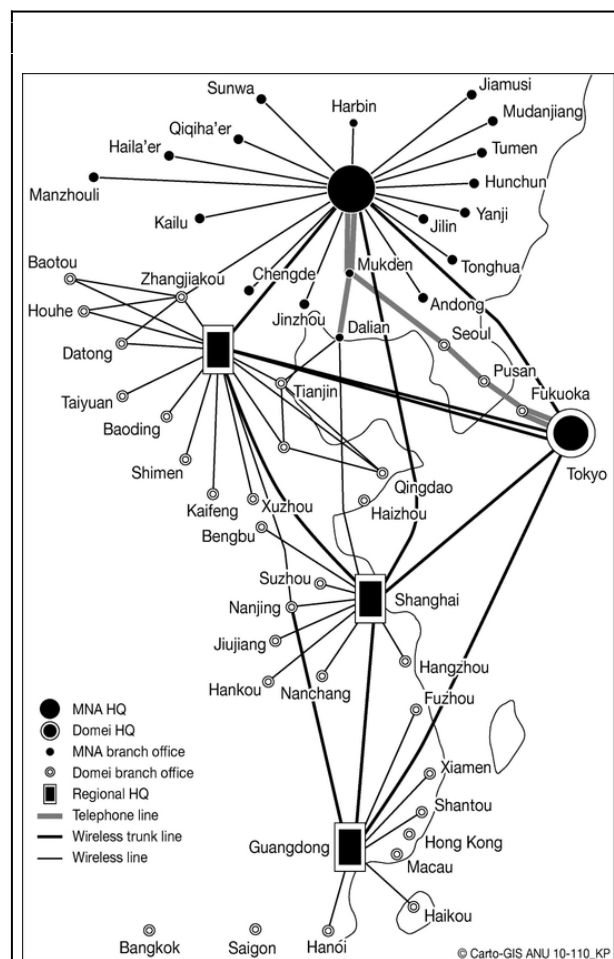 Sunwa
Jiamusi
Harbin
Mudanjiang
Qiqiha'er
Tumen
Haila'er
Hunchun
Manzhouli
Yanji
Kailu
Jilin
Baotou
Mukden
Tonghua
Zhangjiakou
Chengde
Andong
Houhe
Jinzhou
Dalian
Seoul
Datong
Pusan
Tianjin
Fukuoka
Taiyuan
Baoding
Tokyo
Shimen
Qingdao
Kaifeng
Xuzhou
Haizhou
Bengbu
Suzhou
Nanjing
Shanghai
Jiujiang
Hangzhou
Hankou
Nanchang
Fuzhou
MNA HQ
Domei HQ
MNA branch office
Domei branch office
Regional HQ
Telephone line
Wireless trunk line
Wireless line
Xiamen
Shantou
Guangdong
Hong Kong
Macau
Haikou
Bangkok
Saigon
Hanói
© Carto-GIS ANU 10-110_KP